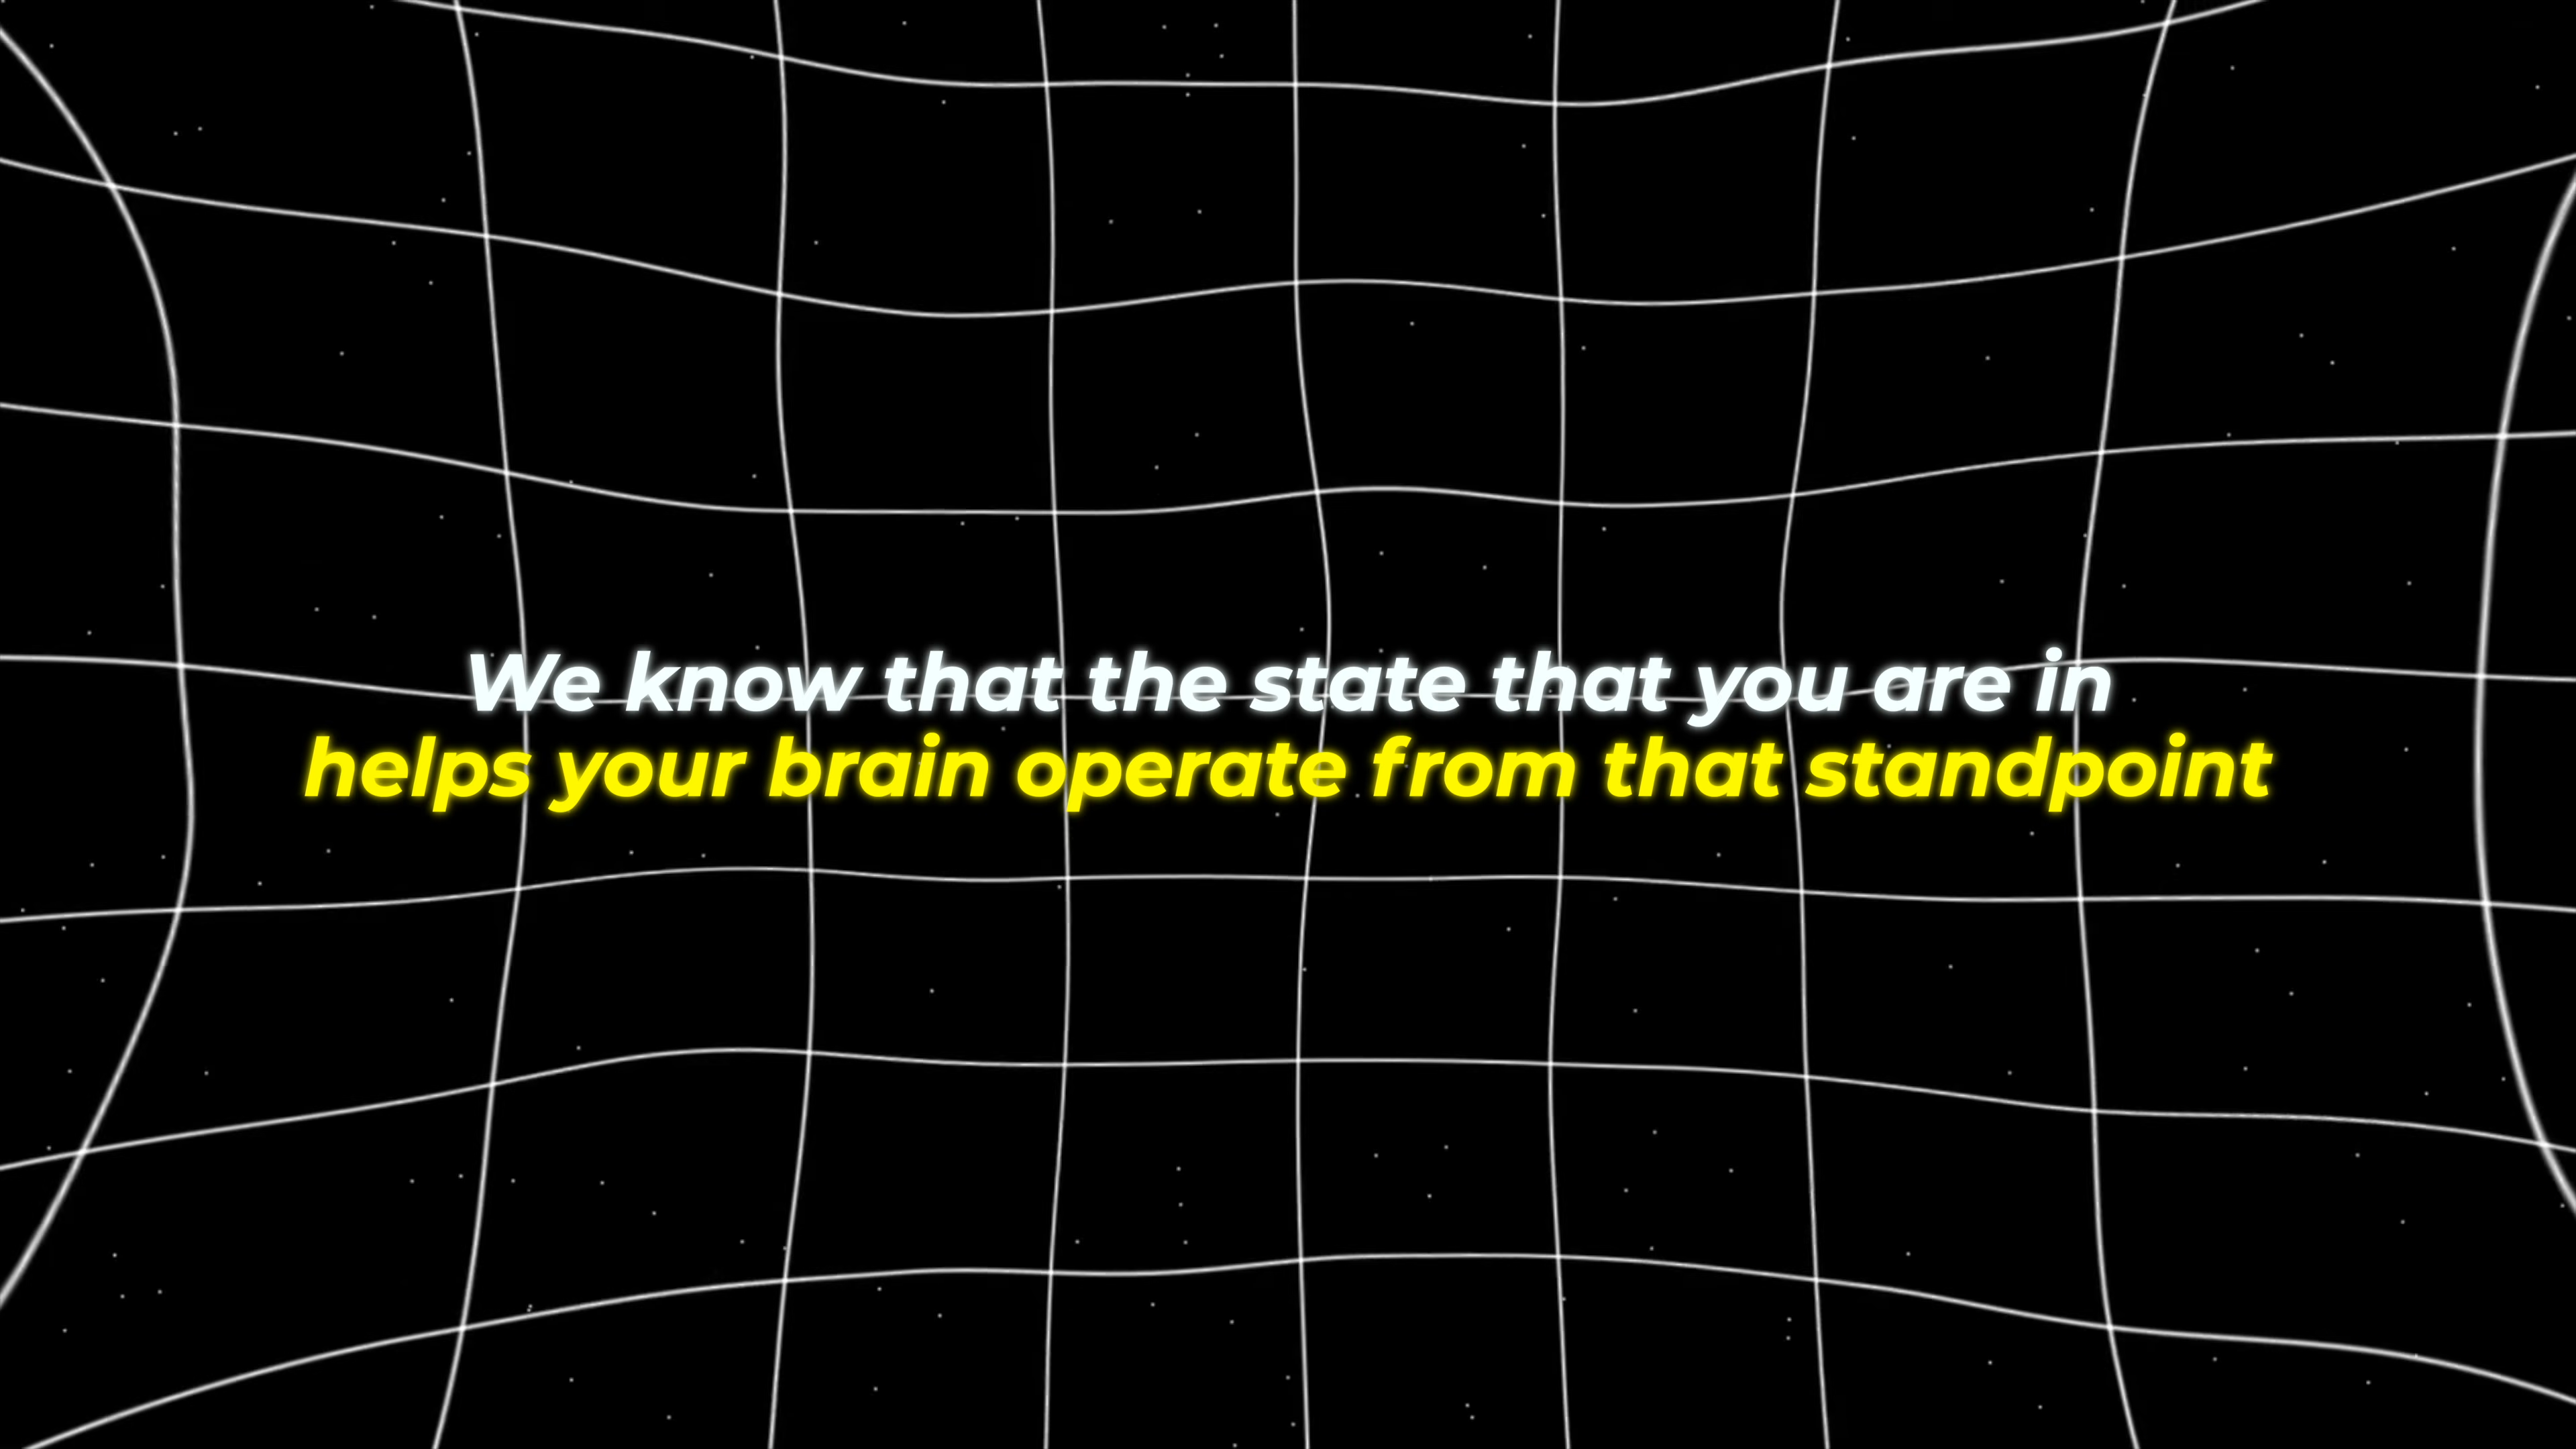 We know that the state that you are in
helps your brain operate from that standpoint